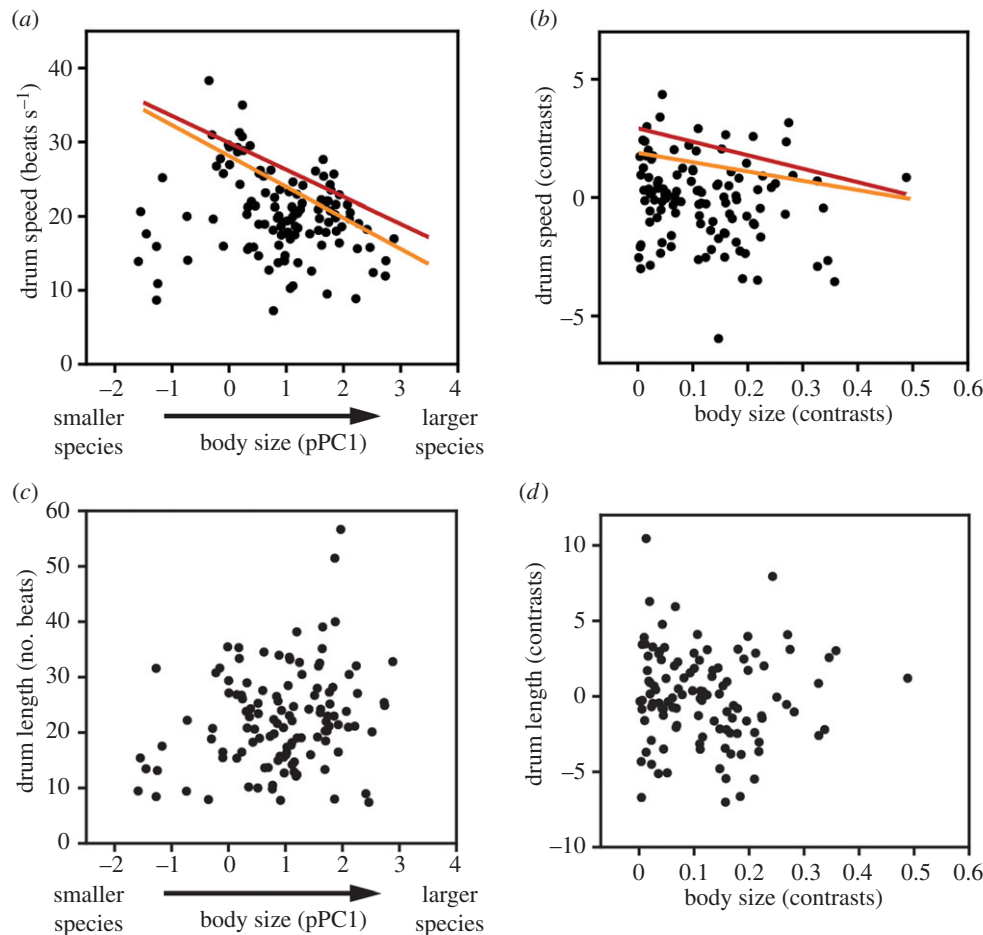 (a)
40
30
20
10
0
drum speed (beats s⁻¹)
–2 –1 0 1 2 3 4
smaller species
body size (pPC1)
larger species
(b)
5
0
–5
drum speed (contrasts)
0 0.1 0.2 0.3 0.4 0.5 0.6
body size (contrasts)
(c)
60
50
40
30
20
10
0
drum length (no. beats)
–2 –1 0 1 2 3 4
smaller species
body size (pPC1)
larger species
(d)
10
5
0
–5
–10
drum length (contrasts)
0 0.1 0.2 0.3 0.4 0.5 0.6
body size (contrasts)